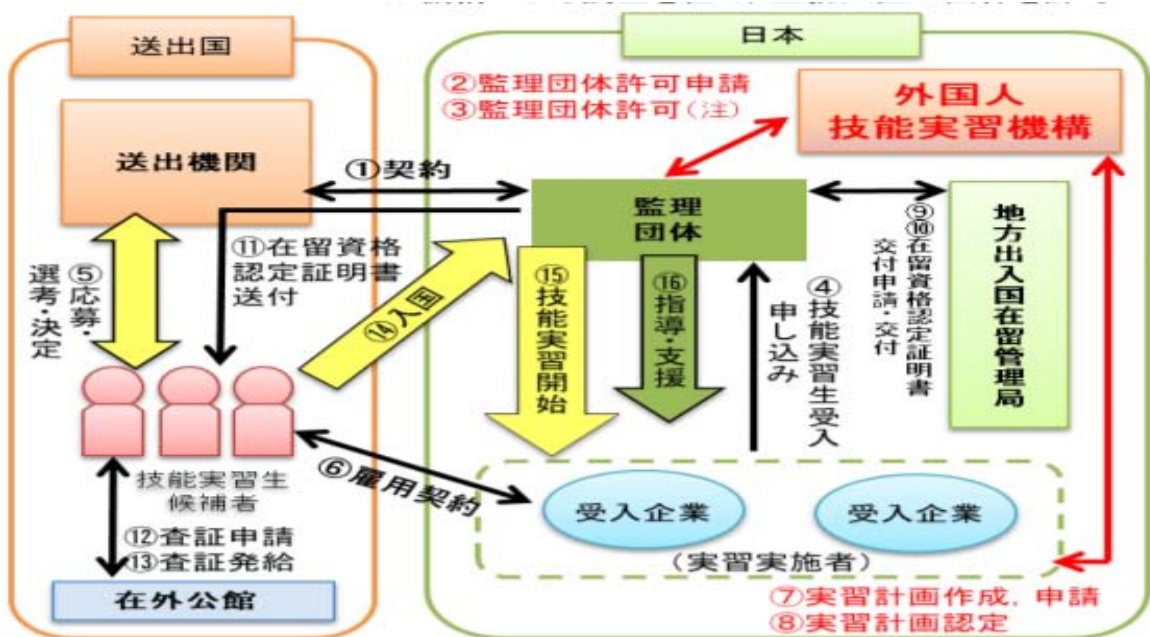 送出国
日本
送出機関
①契約
②監理団体許可申請
③監理団体許可(注)
外国人
技能実習機構
監理
団体
地方出入国在留管理局
⑨⑩在留資格認定証明書
交付申請・交付
④技能実習生受入
申し込み
⑤応募・
選考・決定
⑪在留資格
認定証明書
送付
⑭入国
⑮技能実習開始
⑯指導・支援
技能実習生
候補者
⑥雇用契約
受入企業
受入企業
(実習実施者)
⑫査証申請
⑬査証発給
在外公館
⑦実習計画作成,申請
⑧実習計画認定